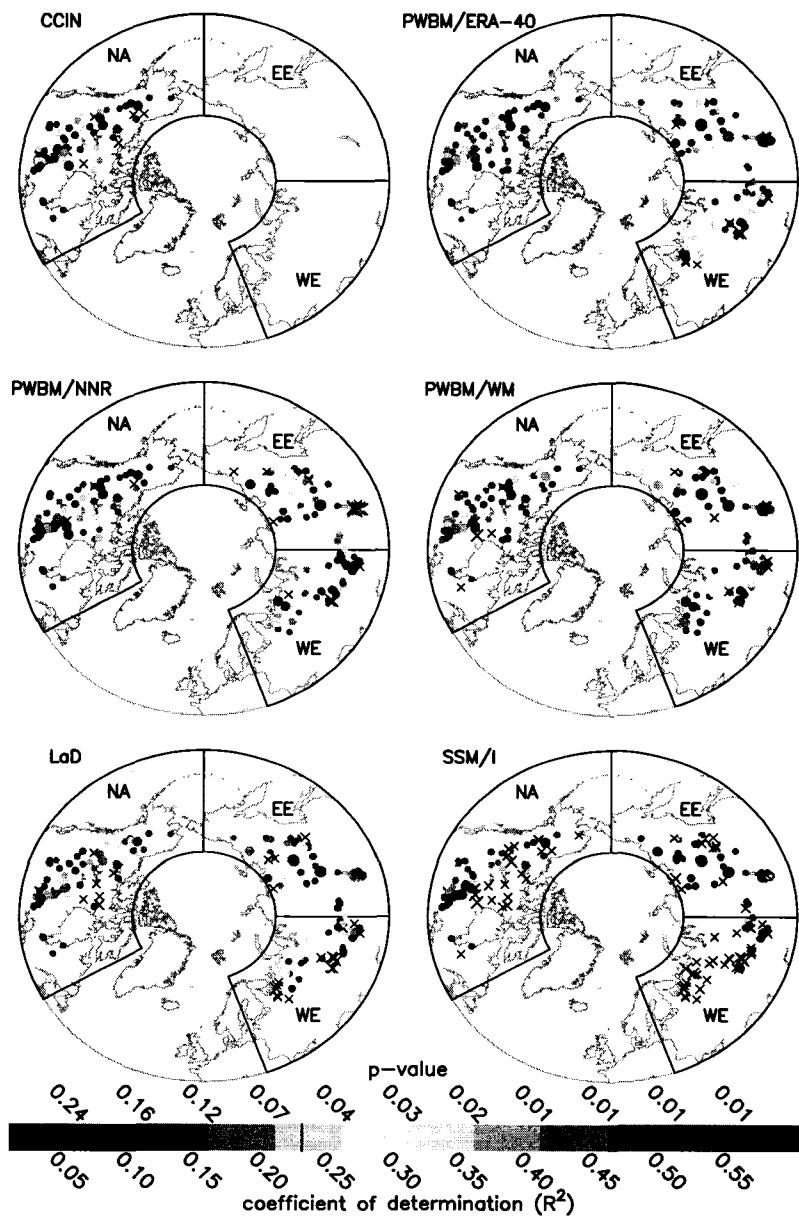 CCIN
PWBM/ERA-40
NA
EE
WE
NA
EE
WE
PWBM/NNR
PWBM/WM
NA
EE
WE
NA
EE
WE
LaD
SSM/I
NA
EE
WE
NA
EE
WE
p-value
0.24 0.16 0.12 0.07 0.04 0.03 0.02 0.01 0.01 0.01 0.01
0.05 0.10 0.15 0.20 0.25 0.30 0.35 0.40 0.45 0.50 0.55
coefficient of determination (R²)